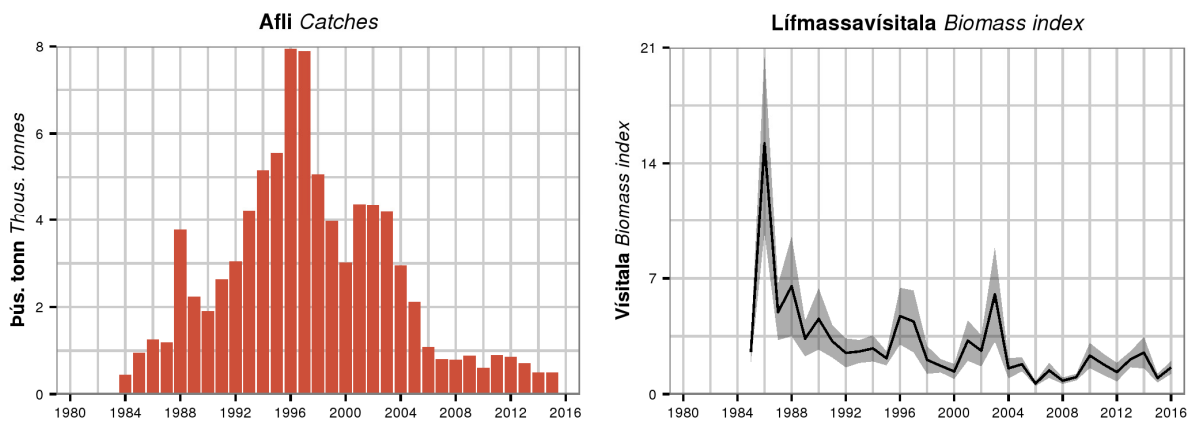 Afli Catches
Þús. tonn Thous. tonnes
8
6
4
2
0
1980 1984 1988 1992 1996 2000 2004 2008 2012 2016
Lífmassavísitala Biomass index
Vísitala Biomass index
21
14
7
0
1980 1984 1988 1992 1996 2000 2004 2008 2012 2016